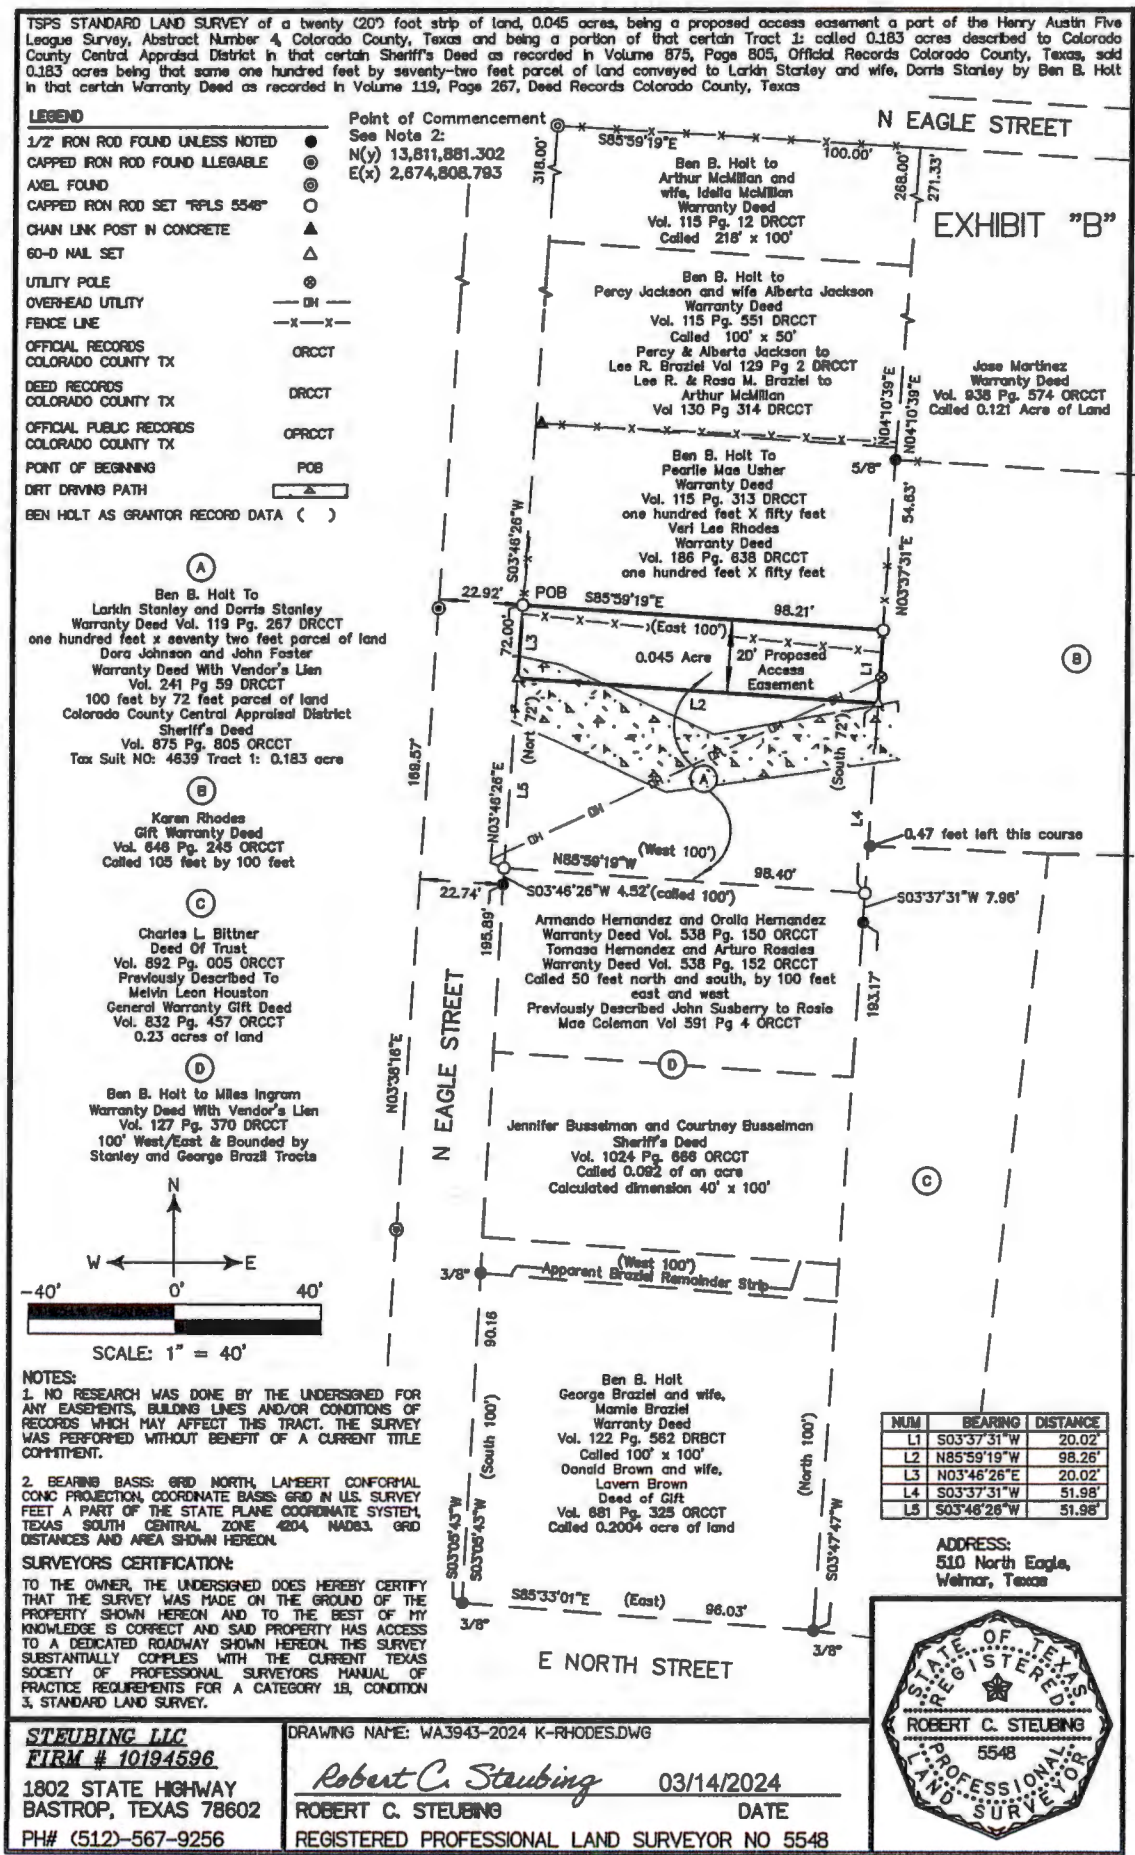 TSPS STANDARD LAND SURVEY of a twenty (20') foot strip of land, 0.045 acres, being a proposed access easement a part of the Henry Austin Five
League Survey, Abstract Number 4, Colorado County, Texas and being a portion of that certain Tract 1: called 0.183 acres described to Colorado
County Central Appraisal District in that certain Sheriff's Deed as recorded in Volume 875, Page 805, Official Records Colorado County, Texas, said
0.183 acres being that same one hundred feet by seventy-two feet parcel of land conveyed to Larkin Stanley and wife, Dorris Stanley by Ben B. Holt
in that certain Warranty Deed as recorded in Volume 119, Page 267, Deed Records Colorado County, Texas
LEGEND
1/2" IRON ROD FOUND UNLESS NOTED
CAPPED IRON ROD FOUND ILLEGABLE
AXEL FOUND
CAPPED IRON ROD SET "RPLS 5548"
CHAIN LINK POST IN CONCRETE
60-D NAIL SET
UTILITY POLE
OVERHEAD UTILITY OH
FENCE LINE
OFFICIAL RECORDS
COLORADO COUNTY TX ORCCT
DEED RECORDS
COLORADO COUNTY TX DRCCT
OFFICIAL PUBLIC RECORDS
COLORADO COUNTY TX OPRCCT
POINT OF BEGINNING POB
DIRT DRIVING PATH
BEN HOLT AS GRANTOR RECORD DATA ( )
Point of Commencement
See Note 2:
N(y) 13,811,881.302
E(x) 2,674,808.793
N EAGLE STREET
S85°59'19"E
100.00'
318.00'
268.00'
271.33'
EXHIBIT "B"
Ben B. Holt to
Arthur McMillan and
wife, Idella McMillan
Warranty Deed
Vol. 115 Pg. 12 DRCCT
Called 218' x 100'
Ben B. Holt to
Percy Jackson and wife Alberta Jackson
Warranty Deed
Vol. 115 Pg. 551 DRCCT
Called 100' x 50'
Percy & Alberta Jackson to
Lee R. Braziel Vol 129 Pg 2 DRCCT
Lee R. & Rosa M. Braziel to
Arthur McMillan
Vol 130 Pg 314 DRCCT
N04°10'39"E
N04°10'39"E
Jose Martinez
Warranty Deed
Vol. 938 Pg. 574 ORCCT
Called 0.121 Acre of Land
Ben B. Holt To
Pearlie Mae Usher
Warranty Deed
Vol. 115 Pg. 313 DRCCT
one hundred feet X fifty feet
Verl Lee Rhodes
Warranty Deed
Vol. 186 Pg. 638 DRCCT
one hundred feet X fifty feet
5/8"
N03°37'31"E 54.63'
S03°46'26"W
A
Ben B. Holt To
Larkin Stanley and Dorris Stanley
Warranty Deed Vol. 119 Pg. 267 DRCCT
one hundred feet x seventy two feet parcel of land
Dora Johnson and John Foster
Warranty Deed With Vendor's Lien
Vol. 241 Pg 59 DRCCT
100 feet by 72 feet parcel of land
Colorado County Central Appraisal District
Sheriff's Deed
Vol. 875 Pg. 805 ORCCT
Tax Suit NO: 4639 Tract 1: 0.183 acre
22.92'
POB
S85°59'19"E
98.21'
(East 100')
72.00'
L3
0.045 Acre
20' Proposed
Access
Easement
L1
L2
B
(Nort 72')
(South 72')
OH
OH
OH
OH
OH
169.57'
A
L5
L4
N03°46'26"E
0.47 feet left this course
(West 100')
N85°59'19"W
98.40'
22.74'
S03°46'26"W 4.52'(called 100')
S03°37'31"W 7.96'
B
Karen Rhodes
Gift Warranty Deed
Vol. 646 Pg. 245 ORCCT
Called 105 feet by 100 feet
C
Charles L. Bittner
Deed Of Trust
Vol. 892 Pg. 005 ORCCT
Previously Described To
Melvin Leon Houston
General Warranty Gift Deed
Vol. 832 Pg. 457 ORCCT
0.23 acres of land
D
Ben B. Holt to Miles Ingram
Warranty Deed With Vendor's Lien
Vol. 127 Pg. 370 DRCCT
100' West/East & Bounded by
Stanley and George Brazil Tracts
195.89'
Armando Hernandez and Oralia Hernandez
Warranty Deed Vol. 538 Pg. 150 ORCCT
Tomasa Hernandez and Arturo Rosales
Warranty Deed Vol. 538 Pg. 152 ORCCT
Called 50 feet north and south, by 100 feet
east and west
Previously Described John Susberry to Rosie
Mae Coleman Vol 591 Pg 4 ORCCT
193.17'
N03°38'16"E
N EAGLE STREET
D
Jennifer Busselman and Courtney Busselman
Sheriff's Deed
Vol. 1024 Pg. 666 ORCCT
Called 0.092 of an acre
Calculated dimension 40' x 100'
C
N
W E
-40' 0' 40'
SCALE: 1" = 40'
(West 100')
3/8"
Apparent Braziel Remainder Strip
90.16
(South 100')
S03°05'43"W
S03°05'43"W
Ben B. Holt
George Braziel and wife,
Mamie Braziel
Warranty Deed
Vol. 122 Pg. 562 DRBCT
Called 100' x 100'
Donald Brown and wife,
Lavern Brown
Deed of Gift
Vol. 681 Pg. 325 ORCCT
Called 0.2004 acre of land
(North 100')
S03°47'47"W
S85°33'01"E (East) 96.03'
3/8"
3/8"
E NORTH STREET
NUM BEARING DISTANCE
L1 S03°37'31"W 20.02'
L2 N85°59'19"W 98.26'
L3 N03°46'26"E 20.02'
L4 S03°37'31"W 51.98'
L5 S03°46'26"W 51.98'
ADDRESS:
510 North Eagle,
Weimar, Texas
NOTES:
1. NO RESEARCH WAS DONE BY THE UNDERSIGNED FOR
ANY EASEMENTS, BUILDING LINES AND/OR CONDITIONS OF
RECORDS WHICH MAY AFFECT THIS TRACT. THE SURVEY
WAS PERFORMED WITHOUT BENEFIT OF A CURRENT TITLE
COMMITMENT.
2. BEARING BASIS: GRID NORTH, LAMBERT CONFORMAL
CONIC PROJECTION, COORDINATE BASIS: GRID IN U.S. SURVEY
FEET A PART OF THE STATE PLANE COORDINATE SYSTEM,
TEXAS SOUTH CENTRAL ZONE 4204, NAD83. GRID
DISTANCES AND AREA SHOWN HEREON.
SURVEYORS CERTIFICATION:
TO THE OWNER, THE UNDERSIGNED DOES HEREBY CERTIFY
THAT THE SURVEY WAS MADE ON THE GROUND OF THE
PROPERTY SHOWN HEREON AND TO THE BEST OF MY
KNOWLEDGE IS CORRECT AND SAID PROPERTY HAS ACCESS
TO A DEDICATED ROADWAY SHOWN HEREON. THIS SURVEY
SUBSTANTIALLY COMPLIES WITH THE CURRENT TEXAS
SOCIETY OF PROFESSIONAL SURVEYORS MANUAL OF
PRACTICE REQUIREMENTS FOR A CATEGORY 1B, CONDITION
3, STANDARD LAND SURVEY.
STATE OF TEXAS
REGISTERED
ROBERT C. STEUBING
5548
PROFESSIONAL
LAND SURVEYOR
STEUBING LLC
FIRM # 10194596
1802 STATE HIGHWAY
BASTROP, TEXAS 78602
PH# (512)-567-9256
DRAWING NAME: WA3943-2024 K-RHODES.DWG
Robert C. Steubing 03/14/2024
ROBERT C. STEUBING DATE
REGISTERED PROFESSIONAL LAND SURVEYOR NO 5548